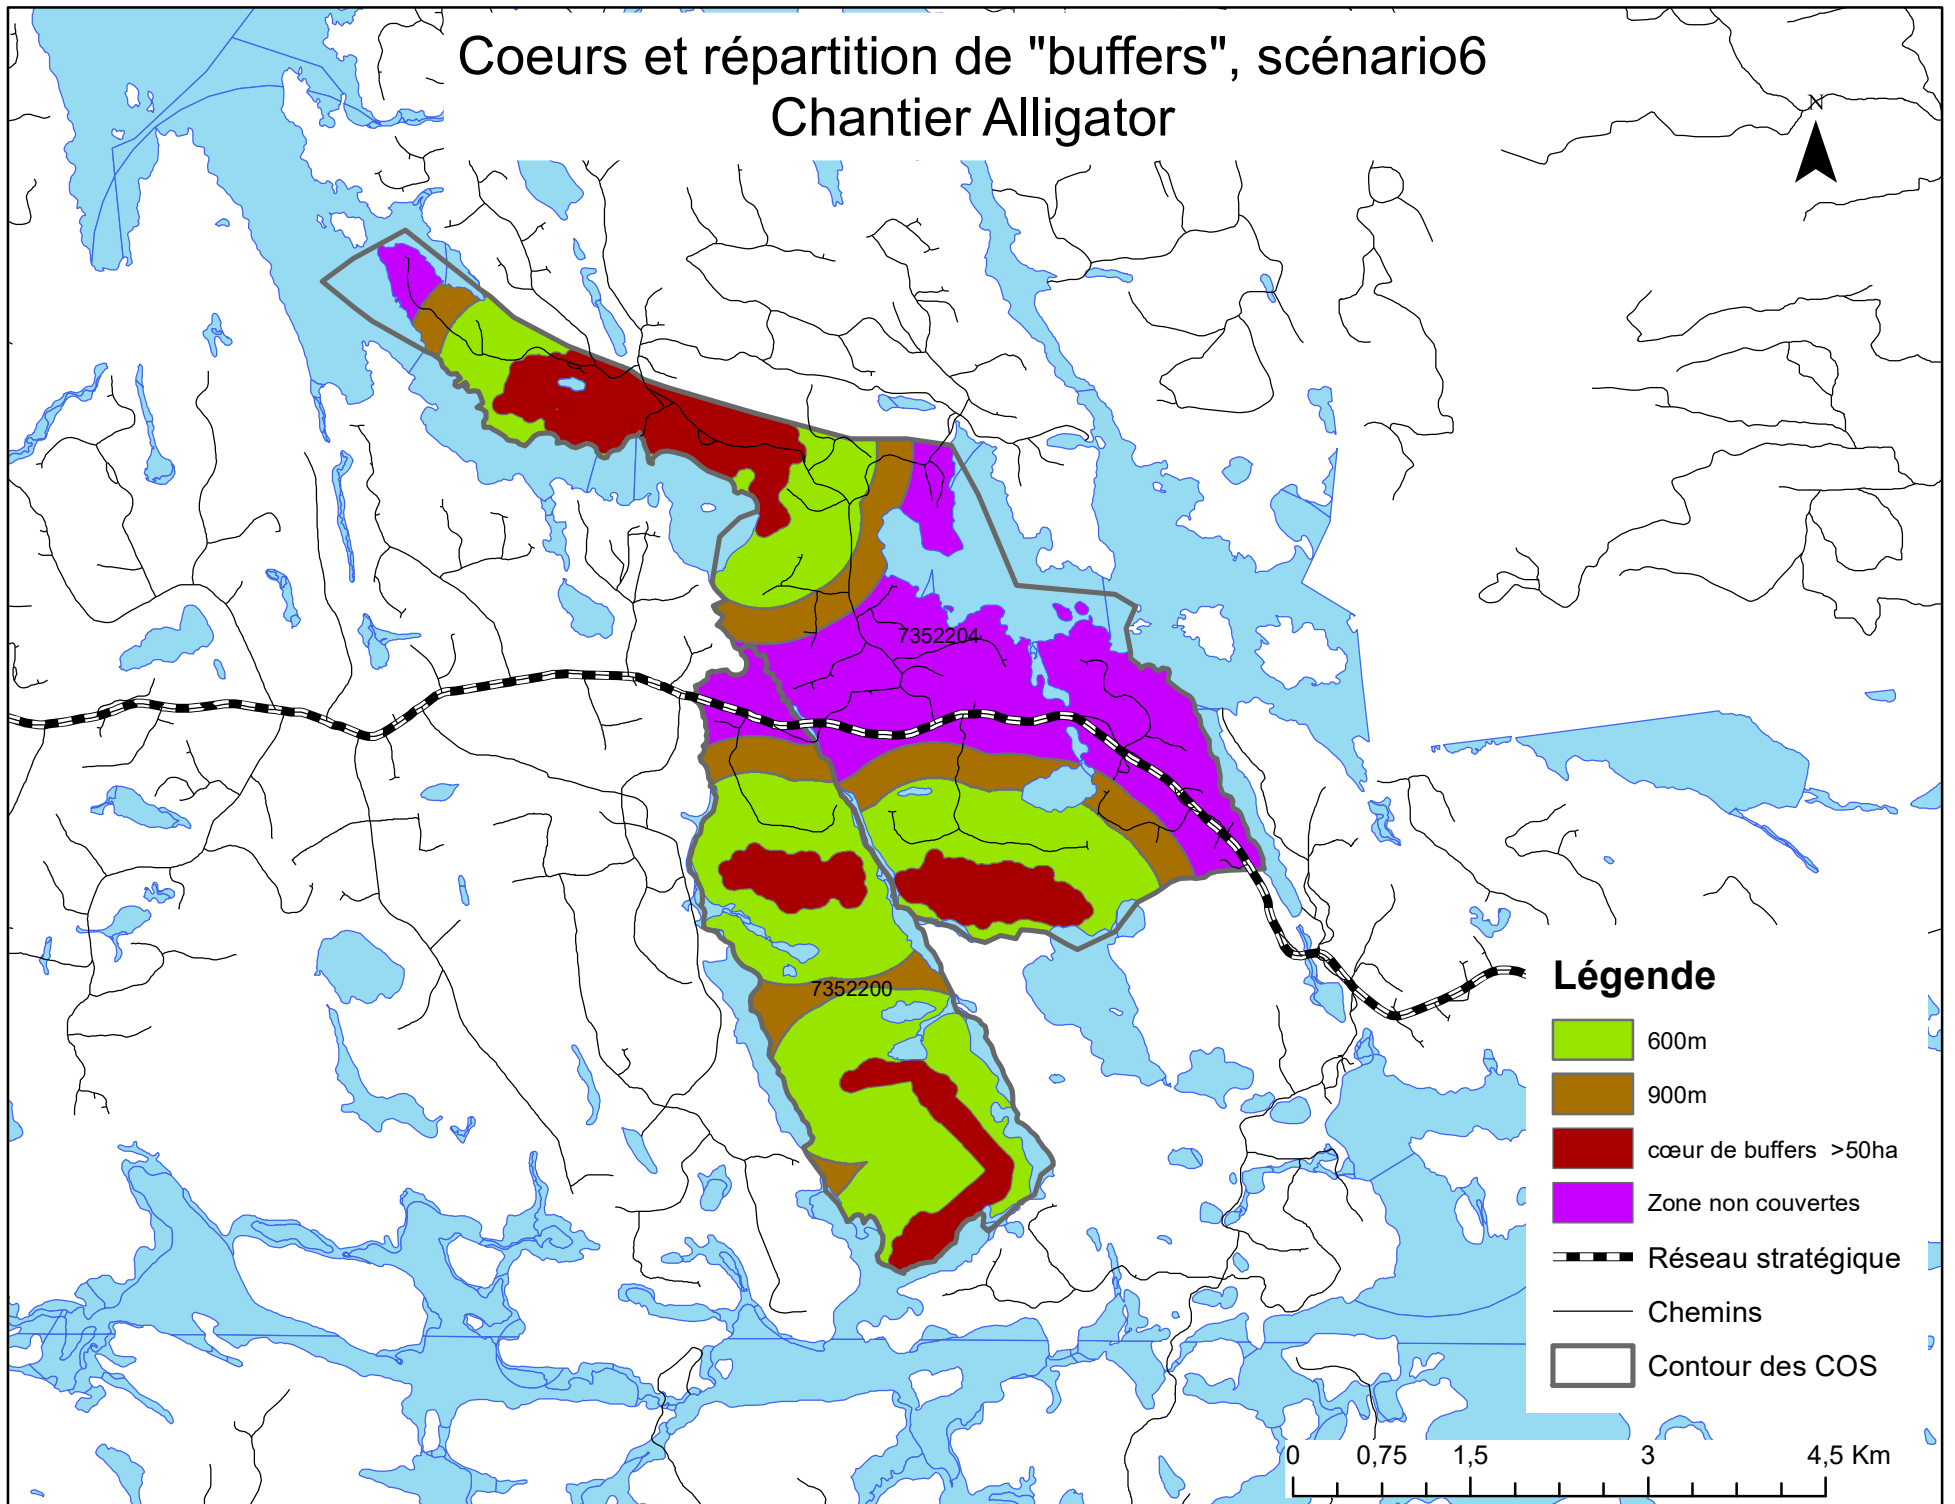 Coeurs et répartition de "buffers", scénario6
Chantier Alligator
N
7352204
7352200
Légende
600m
900m
cœur de buffers >50ha
Zone non couvertes
Réseau stratégique
Chemins
Contour des COS
0 0,75 1,5 3 4,5 Km